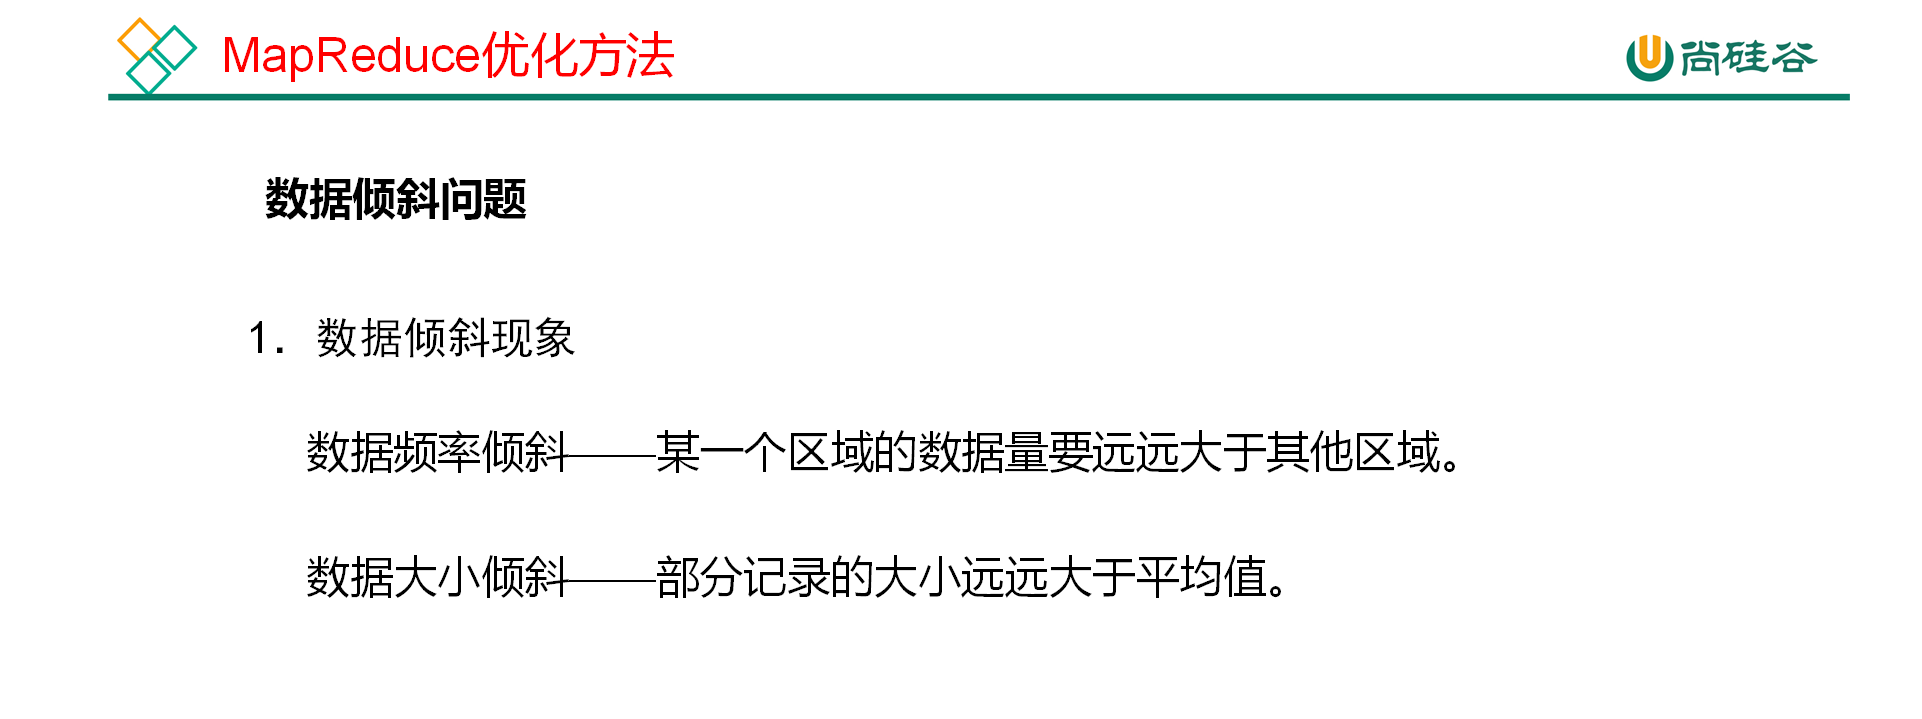 MapReduce优化方法
尚硅谷
数据倾斜问题
1. 数据倾斜现象
数据频率倾斜——某一个区域的数据量要远远大于其他区域。
数据大小倾斜——部分记录的大小远远大于平均值。